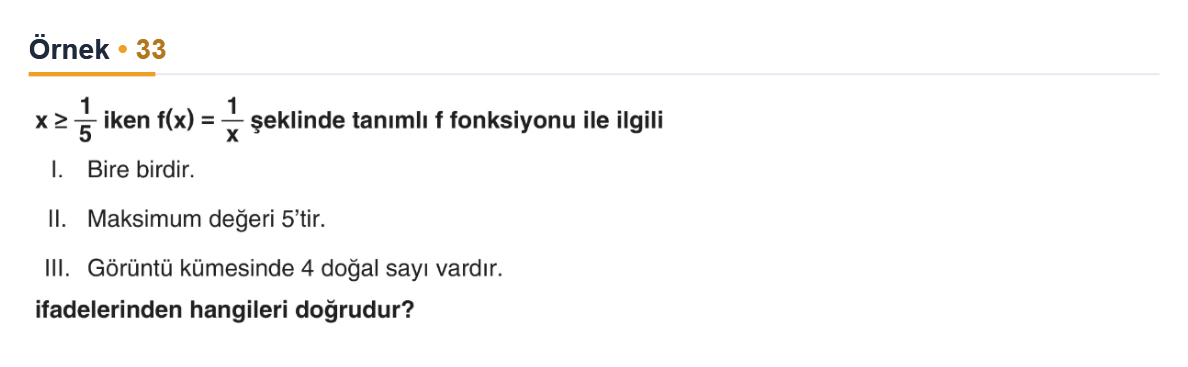 Örnek • 33
x ≥ 1/5 iken f(x) = 1/x şeklinde tanımlı f fonksiyonu ile ilgili
I. Bire birdir.
II. Maksimum değeri 5'tir.
III. Görüntü kümesinde 4 doğal sayı vardır.
ifadelerinden hangileri doğrudur?